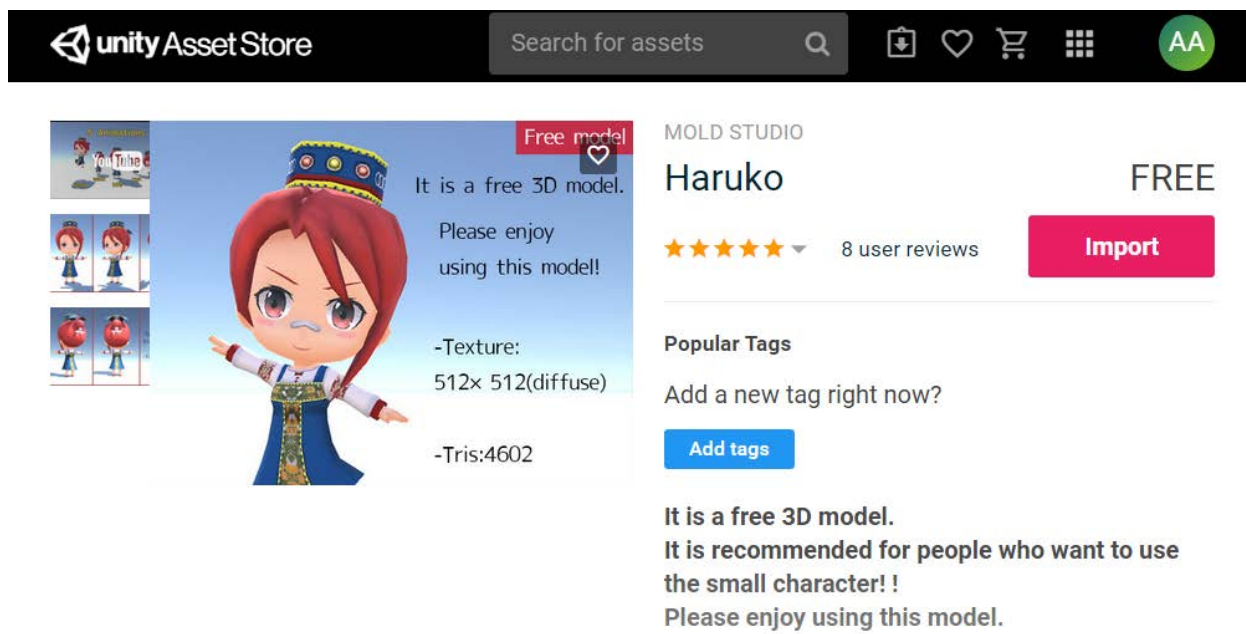 unity Asset Store
Search for assets
AA
5 Animations
YouTube
Free model
It is a free 3D model.
Please enjoy
using this model!
-Texture:
512× 512(diffuse)
-Tris:4602
MOLD STUDIO
Haruko
FREE
8 user reviews
Import
Popular Tags
Add a new tag right now?
Add tags
It is a free 3D model.
It is recommended for people who want to use
the small character! !
Please enjoy using this model.